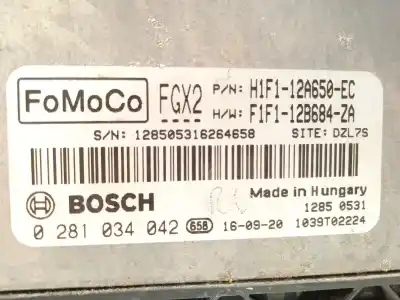 FoMoCo FGX2 P/N: H1F1-12A650-EC
H/W: F1F1-12B684-ZA
S/N: 128505316264658 SITE: DZL7S
BOSCH Made in Hungary
1285 0531
0 281 034 042 658 16-09-20 1039T02224